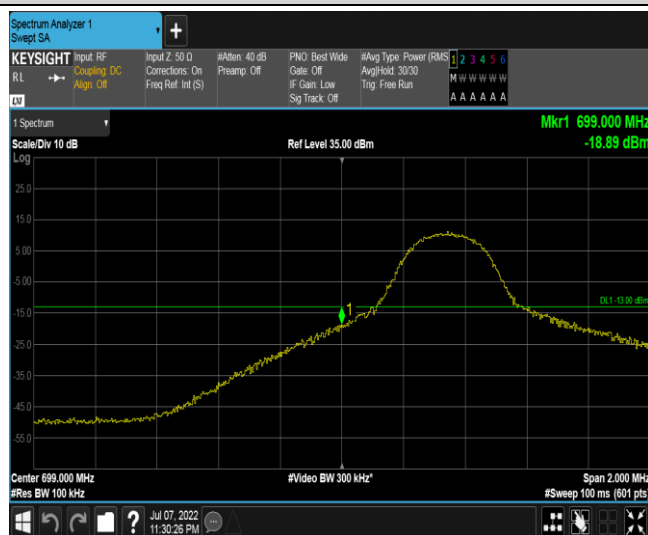 Spectrum Analyzer 1
Swept SA
+
KEYSIGHT
RL
LXI
Input: RF
Coupling: DC
Align: Off
Input Z: 50 Ω
Corrections: On
Freq Ref: Int (S)
#Atten: 40 dB
Preamp: Off
PNO: Best Wide
Gate: Off
IF Gain: Low
Sig Track: Off
#Avg Type: Power (RMS
Avg|Hold: 30/30
Trig: Free Run
1 2 3 4 5 6
M W W W W W
A A A A A A
1 Spectrum
Mkr1 699.000 MHz
-18.89 dBm
Scale/Div 10 dB
Ref Level 35.00 dBm
Log
25.0
15.0
5.00
-5.00
-15.0
-25.0
-35.0
-45.0
-55.0
1
DL1 -13.00 dBm
Center 699.000 MHz
#Video BW 300 kHz*
Span 2.000 MHz
#Res BW 100 kHz
#Sweep 100 ms (601 pts)
?
Jul 07, 2022
11:30:26 PM